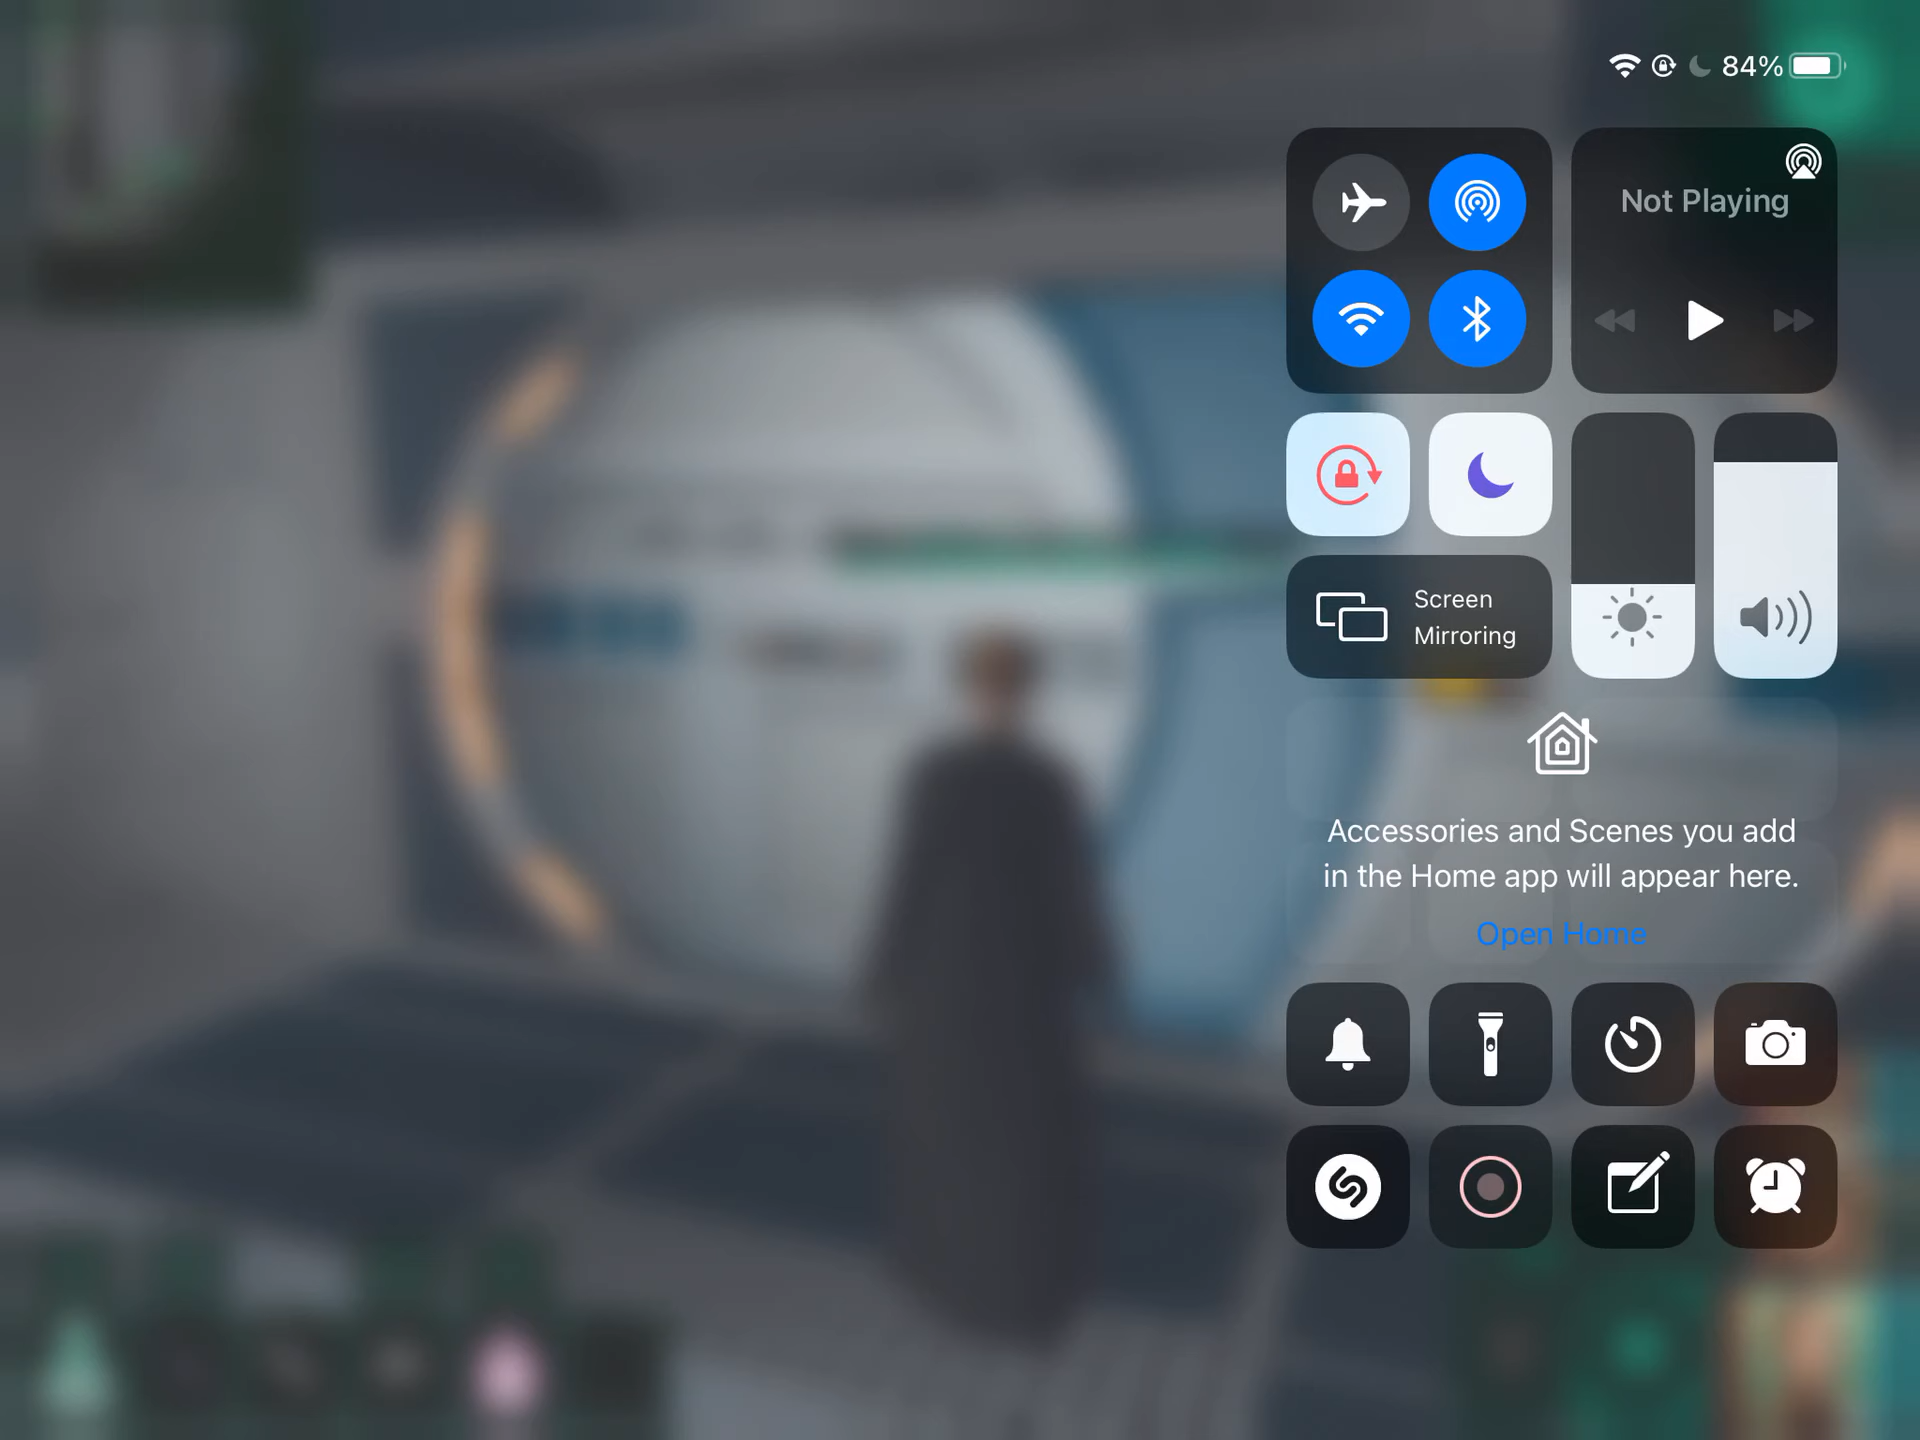 84%
Not Playing
Screen
Mirroring
Accessories and Scenes you add
in the Home app will appear here.
Open Home